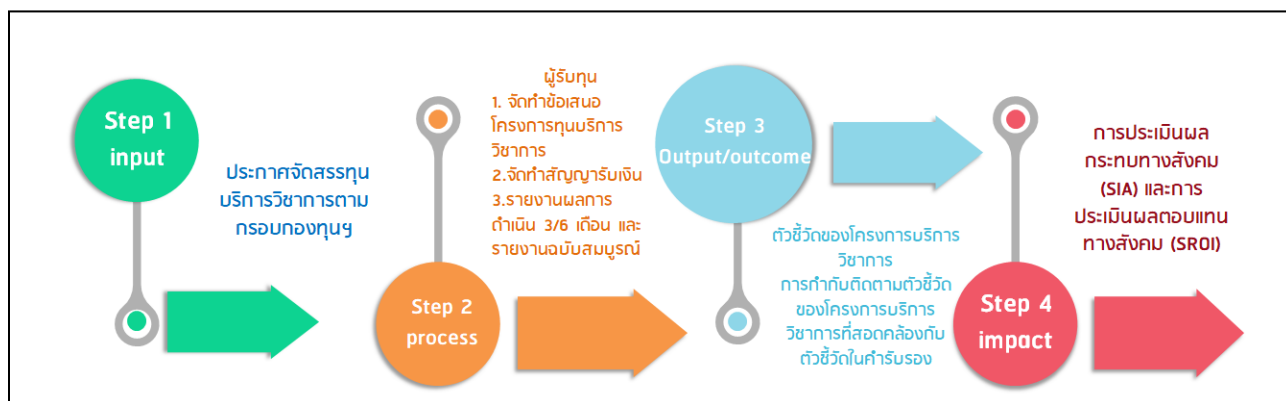 Step 1
input
ประกาศจัดสรรทุน
บริการวิชาการตาม
กรอบกองทุนฯ
ผู้รับทุน
1. จัดทำข้อเสนอ
โครงการทุนบริการ
วิชาการ
2.จัดทำสัญญารับเงิน
3.รายงานผลการ
ดำเนิน 3/6 เดือน และ
รายงานฉบับสมบูรณ์
Step 2
process
Step 3
Output/outcome
ตัวชี้วัดของโครงการบริการ
วิชาการ
การกำกับติดตามตัวชี้วัด
ของโครงการบริการ
วิชาการที่สอดคล้องกับ
ตัวชี้วัดในคำรับรอง
Step 4
impact
การประเมินผล
กระทบทางสังคม
(SIA) และการ
ประเมินผลตอบแทน
ทางสังคม (SROI)